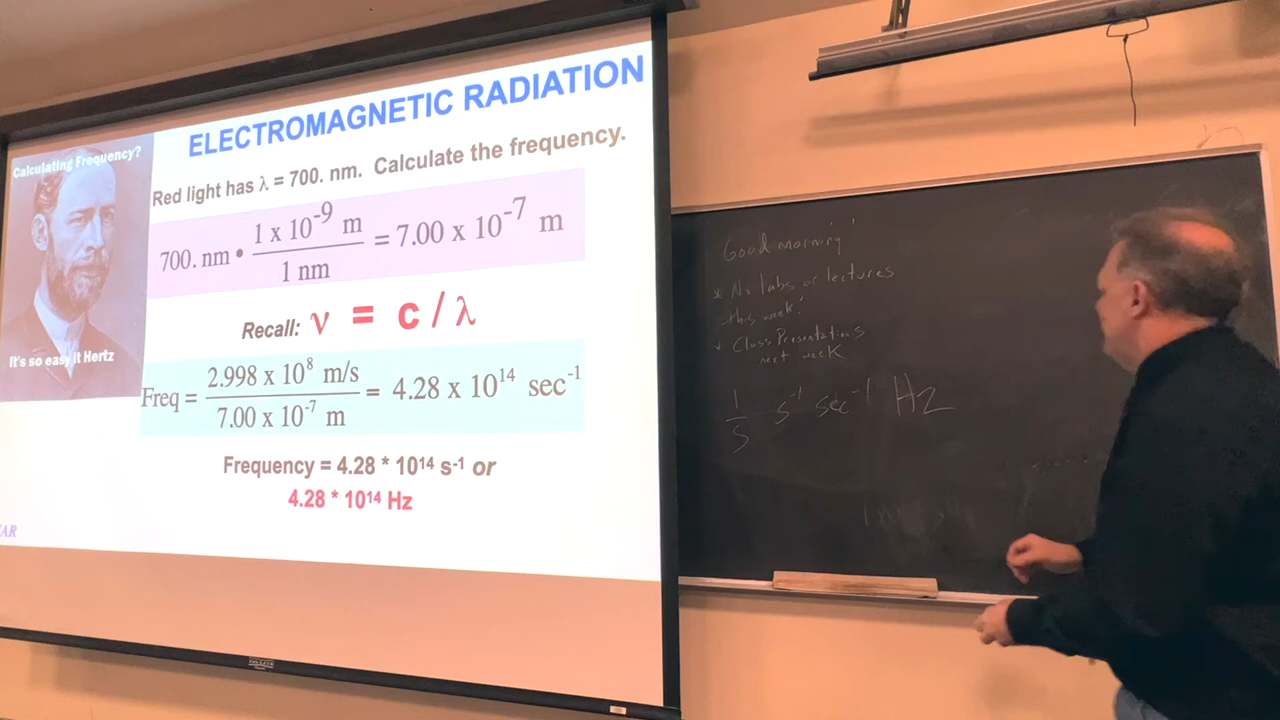 ELECTROMAGNETIC RADIATION
Calculating Frequency?
It's so easy it Hertz
Red light has λ = 700. nm. Calculate the frequency.
700. nm • 1 x 10⁻⁹ m / 1 nm = 7.00 x 10⁻⁷ m
Recall: ν = c / λ
Freq = 2.998 x 10⁸ m/s / 7.00 x 10⁻⁷ m = 4.28 x 10¹⁴ sec⁻¹
Frequency = 4.28 * 10¹⁴ s⁻¹ or
4.28 * 10¹⁴ Hz
AR
Good morning!
* No labs or lectures
this week!
Class Presentations
next week
1/s s⁻¹ sec⁻¹ Hz